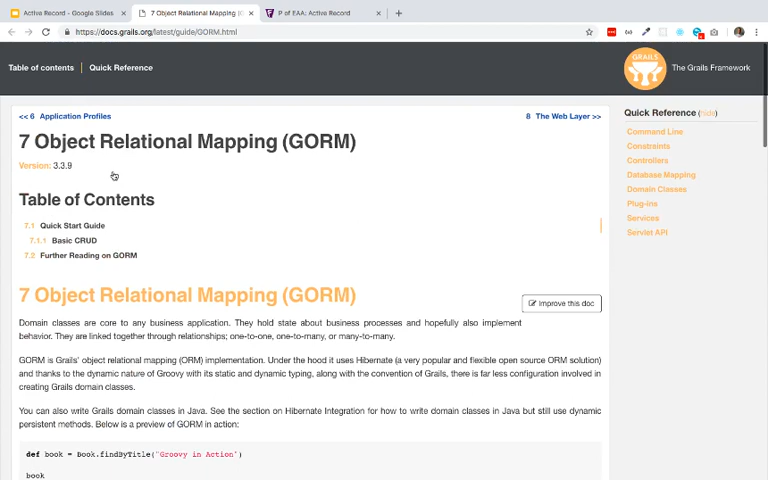 Active Record - Google Slides
7 Object Relational Mapping (G
P of EAA: Active Record
https://docs.grails.org/latest/guide/GORM.html
Table of contents
Quick Reference
GRAILS
The Grails Framework
<< 6 Application Profiles
8 The Web Layer >>
7 Object Relational Mapping (GORM)
Version: 3.3.9
Table of Contents
7.1 Quick Start Guide
7.1.1 Basic CRUD
7.2 Further Reading on GORM
7 Object Relational Mapping (GORM)
Improve this doc
Domain classes are core to any business application. They hold state about business processes and hopefully also implement
behavior. They are linked together through relationships; one-to-one, one-to-many, or many-to-many.
GORM is Grails' object relational mapping (ORM) implementation. Under the hood it uses Hibernate (a very popular and flexible open source ORM solution)
and thanks to the dynamic nature of Groovy with its static and dynamic typing, along with the convention of Grails, there is far less configuration involved in
creating Grails domain classes.
You can also write Grails domain classes in Java. See the section on Hibernate Integration for how to write domain classes in Java but still use dynamic
persistent methods. Below is a preview of GORM in action:
def book = Book.findByTitle("Groovy in Action")
book
Quick Reference (hide)
Command Line
Constraints
Controllers
Database Mapping
Domain Classes
Plug-ins
Services
Servlet API